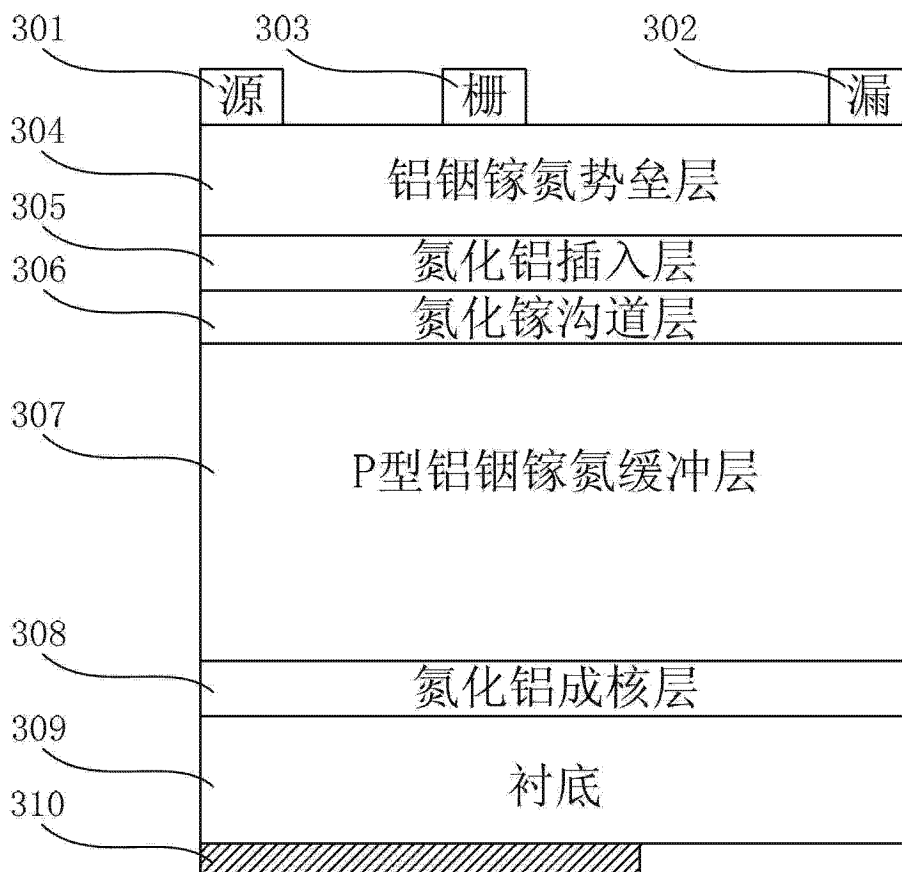 301 303 302
源 栅 漏
304
铝铟镓氮势垒层
305
氮化铝插入层
306
氮化镓沟道层
307
P型铝铟镓氮缓冲层
308
氮化铝成核层
309
衬底
310